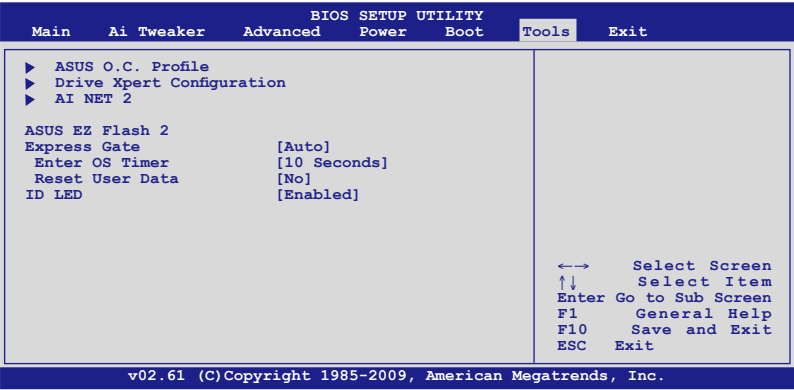 BIOS SETUP UTILITY
Main Ai Tweaker Advanced Power Boot Tools Exit
ASUS O.C. Profile
Drive Xpert Configuration
AI NET 2
ASUS EZ Flash 2
Express Gate [Auto]
Enter OS Timer [10 Seconds]
Reset User Data [No]
ID LED [Enabled]
←→ Select Screen
↑↓ Select Item
Enter Go to Sub Screen
F1 General Help
F10 Save and Exit
ESC Exit
v02.61 (C)Copyright 1985-2009, American Megatrends, Inc.